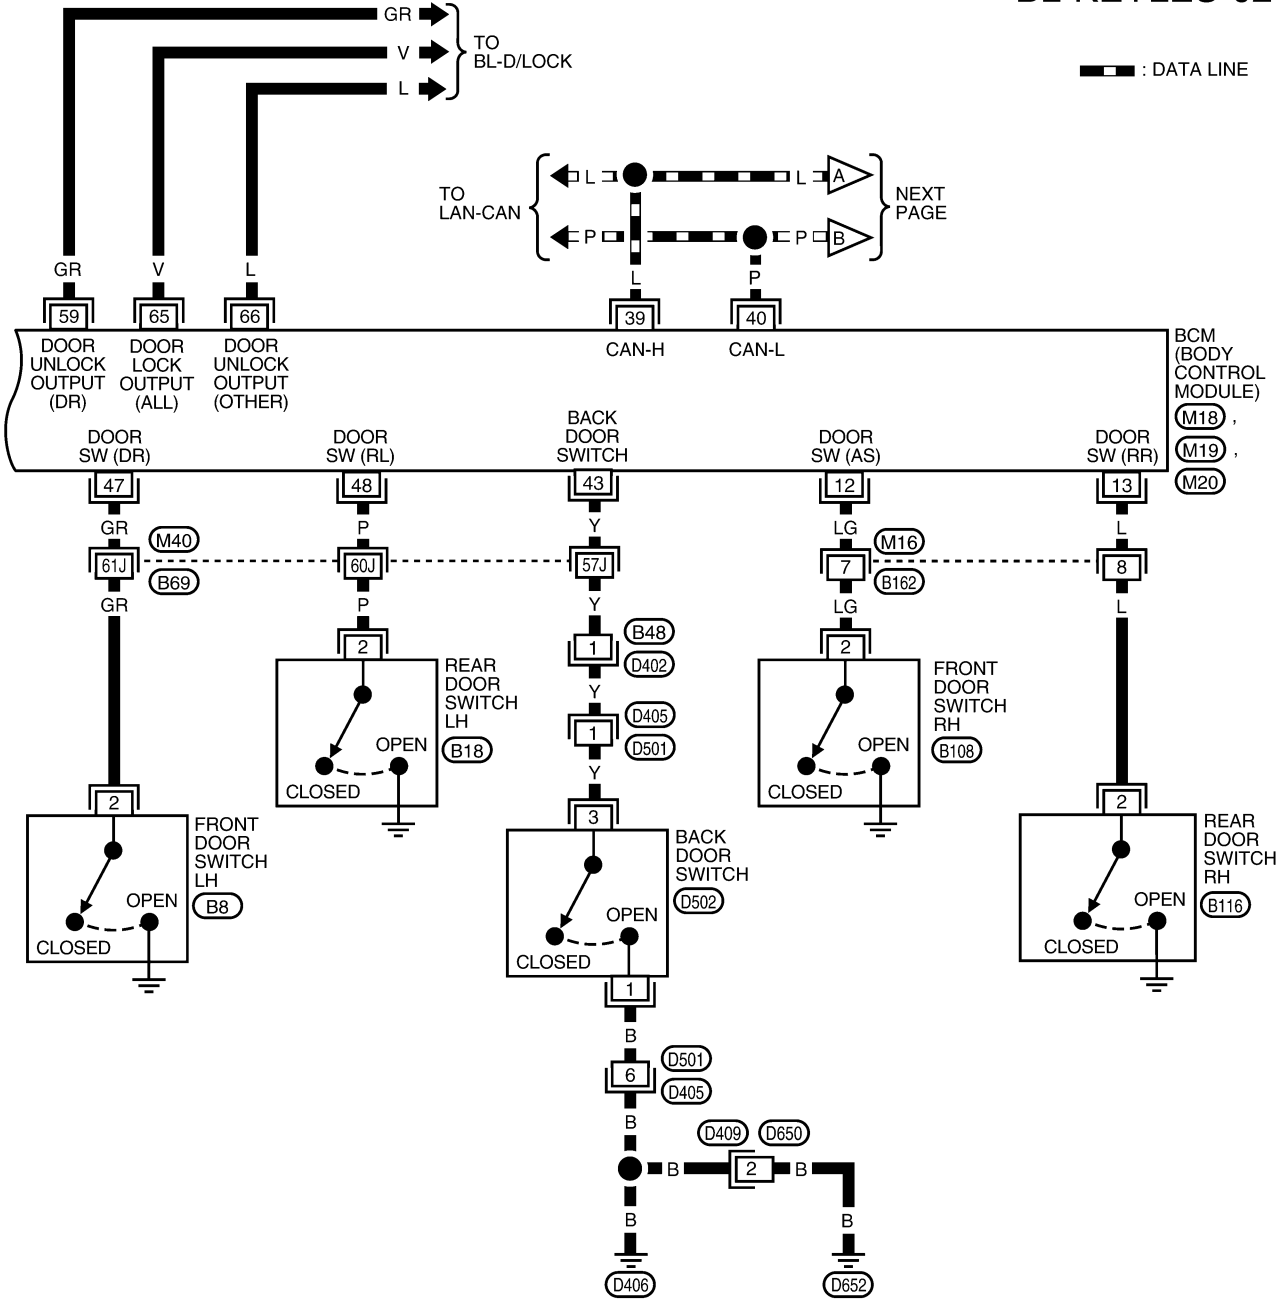 GR
V
L
TO
BL-D/LOCK
: DATA LINE
TO
LAN-CAN
L
L
A
P
P
B
NEXT
PAGE
GR
V
L
L
P
59
65
66
39
40
DOOR
UNLOCK
OUTPUT
(DR)
DOOR
LOCK
OUTPUT
(ALL)
DOOR
UNLOCK
OUTPUT
(OTHER)
CAN-H
CAN-L
BCM
(BODY
CONTROL
MODULE)
M18 ,
M19 ,
M20
DOOR
SW (DR)
DOOR
SW (RL)
BACK
DOOR
SWITCH
DOOR
SW (AS)
DOOR
SW (RR)
47
48
43
12
13
GR
P
Y
LG
L
61J
M40
B69
60J
57J
7
M16
B162
8
GR
P
Y
LG
L
2
REAR
DOOR
SWITCH
LH
B18
OPEN
CLOSED
1
B48
D402
Y
1
D405
D501
Y
2
FRONT
DOOR
SWITCH
RH
B108
OPEN
CLOSED
2
FRONT
DOOR
SWITCH
LH
B8
OPEN
CLOSED
3
BACK
DOOR
SWITCH
D502
OPEN
CLOSED
2
REAR
DOOR
SWITCH
RH
B116
OPEN
CLOSED
1
B
6
D501
D405
B
D409
D650
B
2
B
B
B
D406
D652